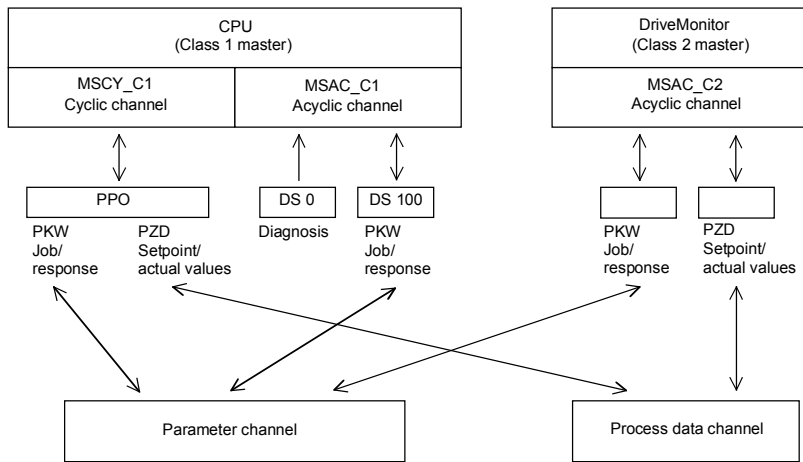 CPU
(Class 1 master)
DriveMonitor
(Class 2 master)
MSCY_C1
Cyclic channel
MSAC_C1
Acyclic channel
MSAC_C2
Acyclic channel
PPO
DS 0
DS 100
PKW
Job/
response
PZD
Setpoint/
actual values
Diagnosis
PKW
Job/
response
PKW
Job/
response
PZD
Setpoint/
actual values
Parameter channel
Process data channel